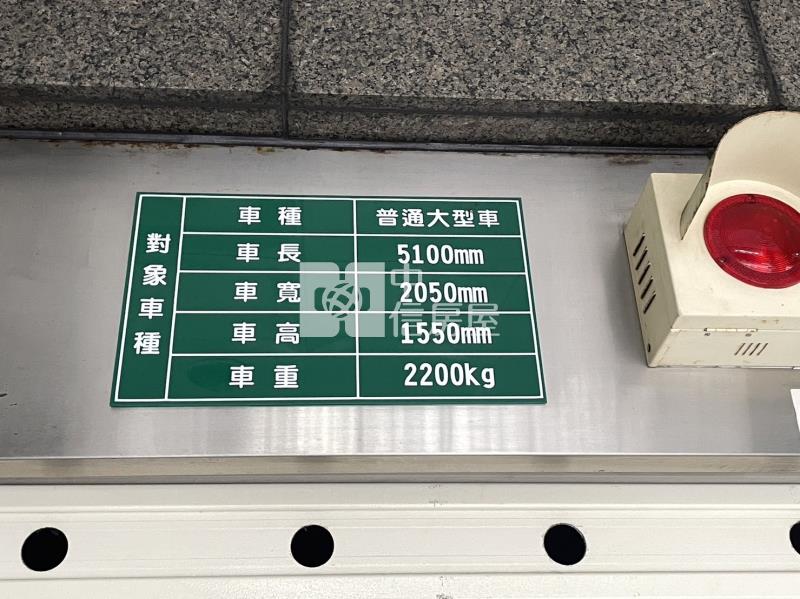 對象車種
車種 普通大型車
車長 5100mm
車寬 2050mm
車高 1550mm
車重 2200kg
中信房屋